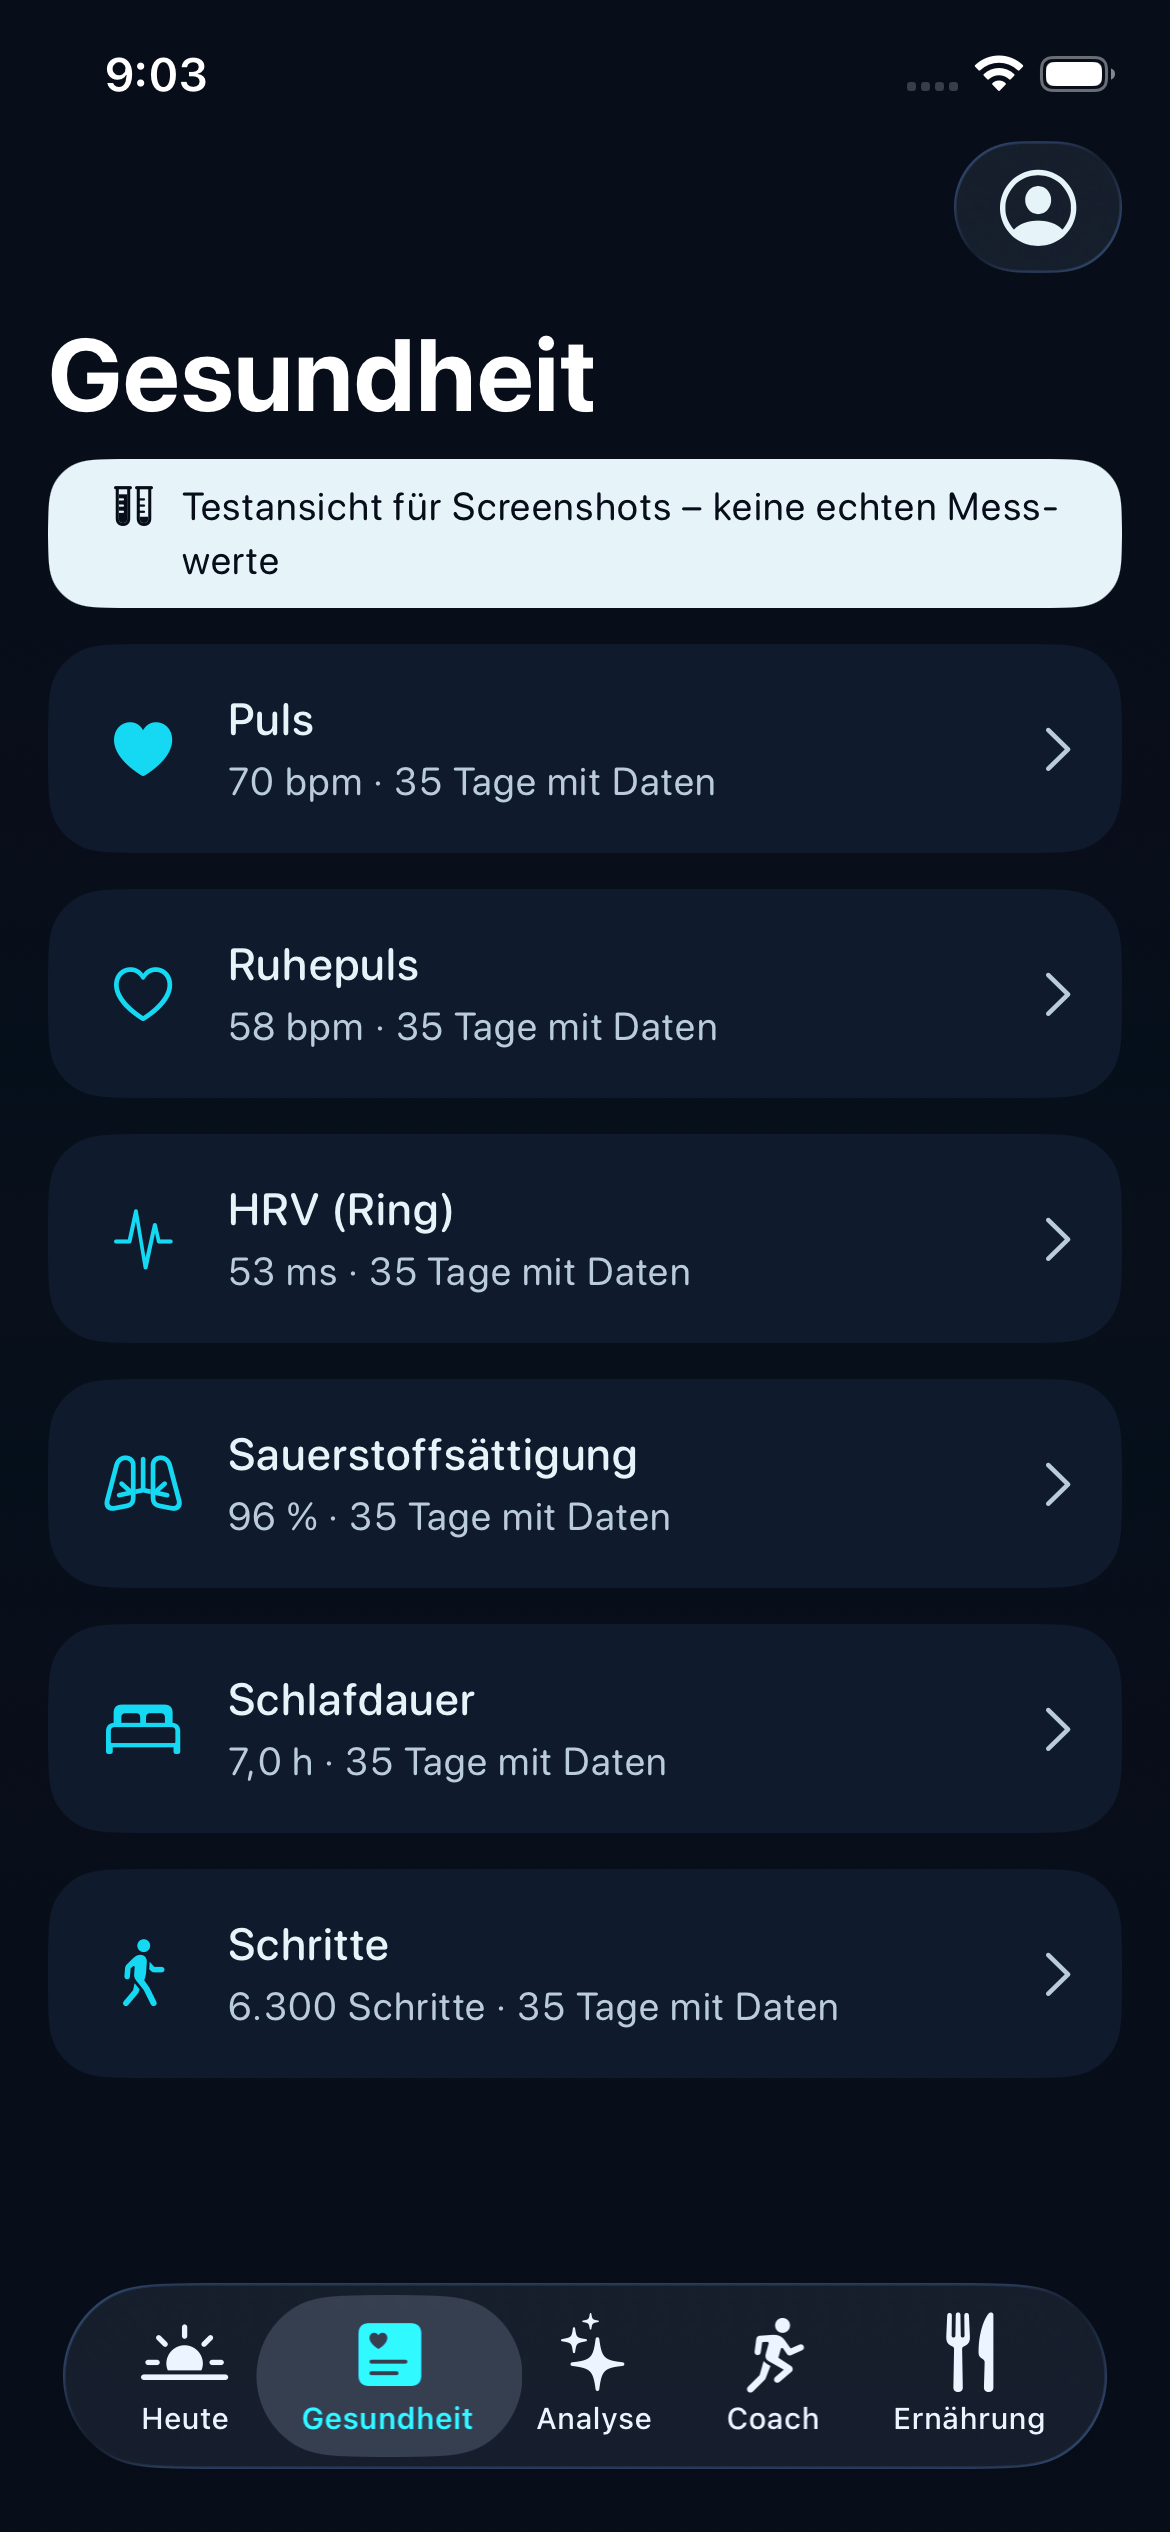 9:03
Gesundheit
Testansicht für Screenshots – keine echten Mess-
werte
Puls
70 bpm · 35 Tage mit Daten
Ruhepuls
58 bpm · 35 Tage mit Daten
HRV (Ring)
53 ms · 35 Tage mit Daten
Sauerstoffsättigung
96 % · 35 Tage mit Daten
Schlafdauer
7,0 h · 35 Tage mit Daten
Schritte
6.300 Schritte · 35 Tage mit Daten
Heute Gesundheit Analyse Coach Ernährung